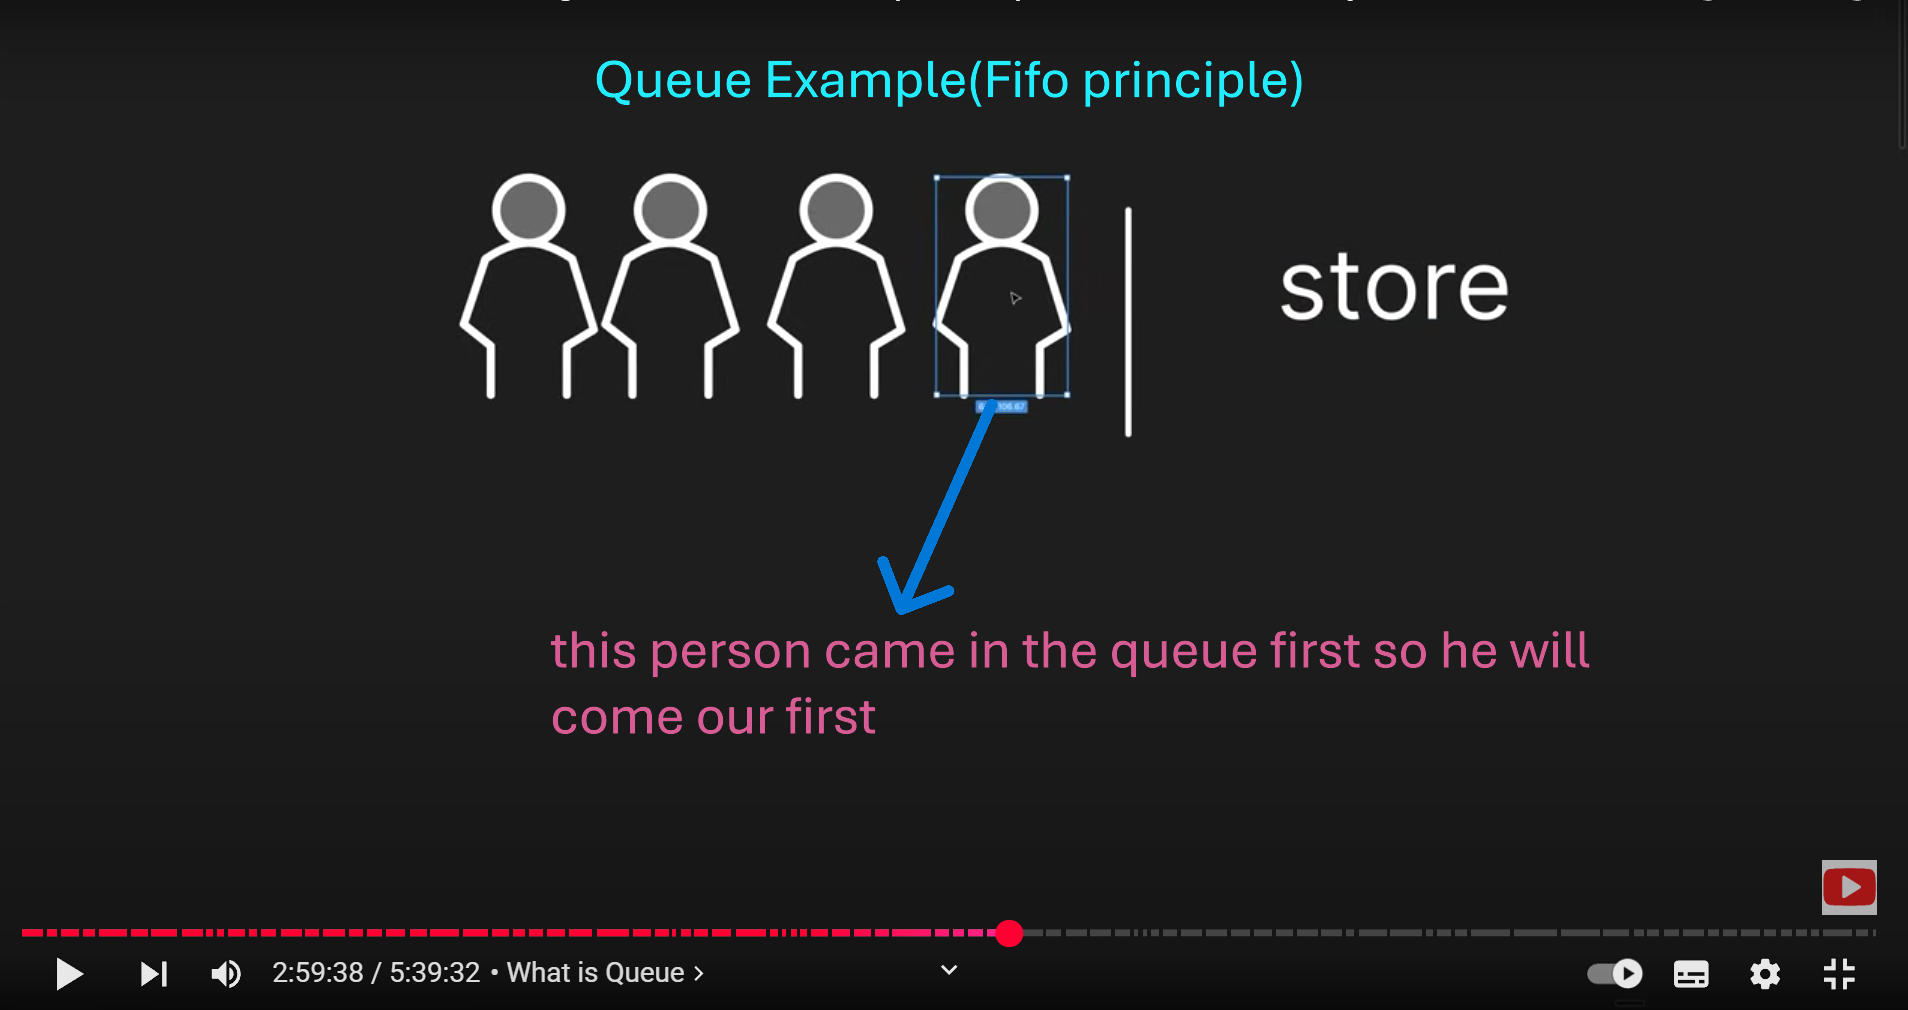 Queue Example(Fifo principle)
store
this person came in the queue first so he will
come our first
2:59:38 / 5:39:32 • What is Queue